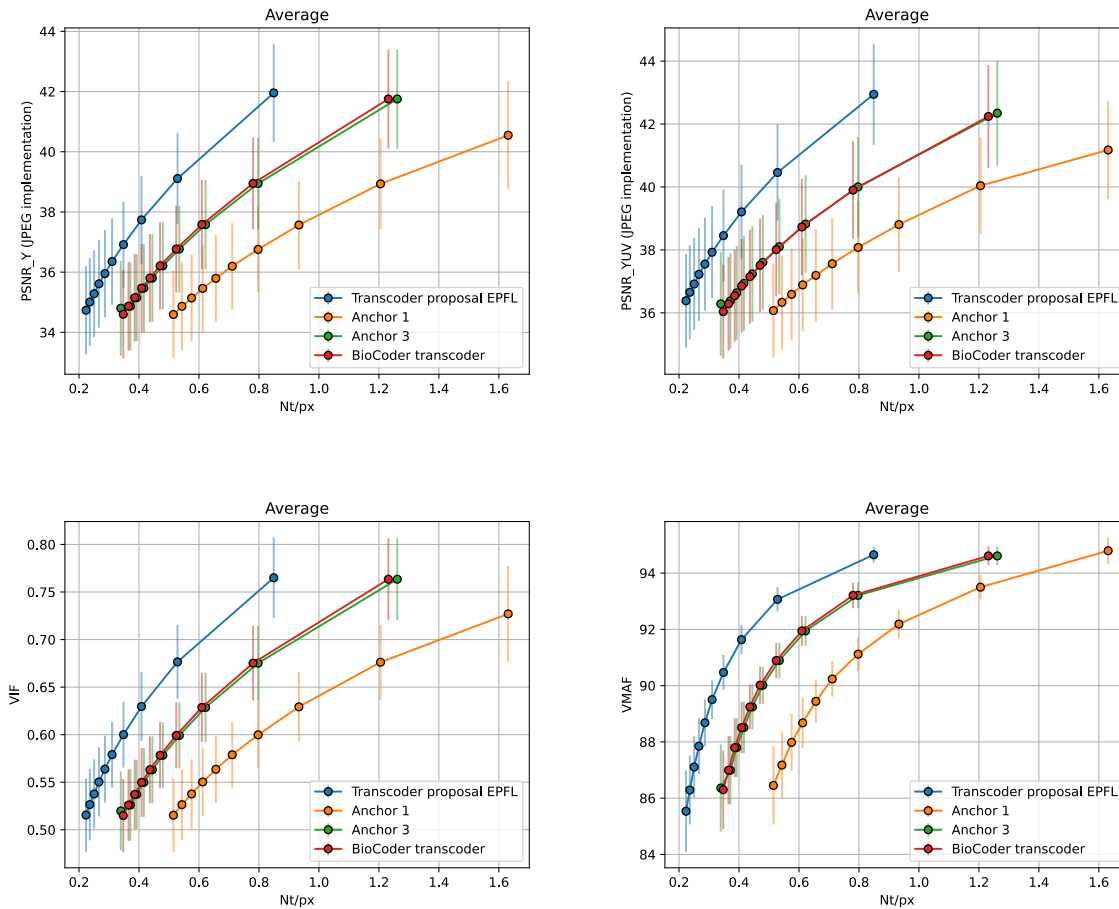 Average
PSNR_Y (JPEG implementation)
44
42
40
38
36
34
0.2 0.4 0.6 0.8 1.0 1.2 1.4 1.6
Nt/px
Transcoder proposal EPFL
Anchor 1
Anchor 3
BioCoder transcoder
Average
PSNR_YUV (JPEG implementation)
44
42
40
38
36
0.2 0.4 0.6 0.8 1.0 1.2 1.4 1.6
Nt/px
Transcoder proposal EPFL
Anchor 1
Anchor 3
BioCoder transcoder
Average
VIF
0.80
0.75
0.70
0.65
0.60
0.55
0.50
0.2 0.4 0.6 0.8 1.0 1.2 1.4 1.6
Nt/px
Transcoder proposal EPFL
Anchor 1
Anchor 3
BioCoder transcoder
Average
VMAF
94
92
90
88
86
84
0.2 0.4 0.6 0.8 1.0 1.2 1.4 1.6
Nt/px
Transcoder proposal EPFL
Anchor 1
Anchor 3
BioCoder transcoder